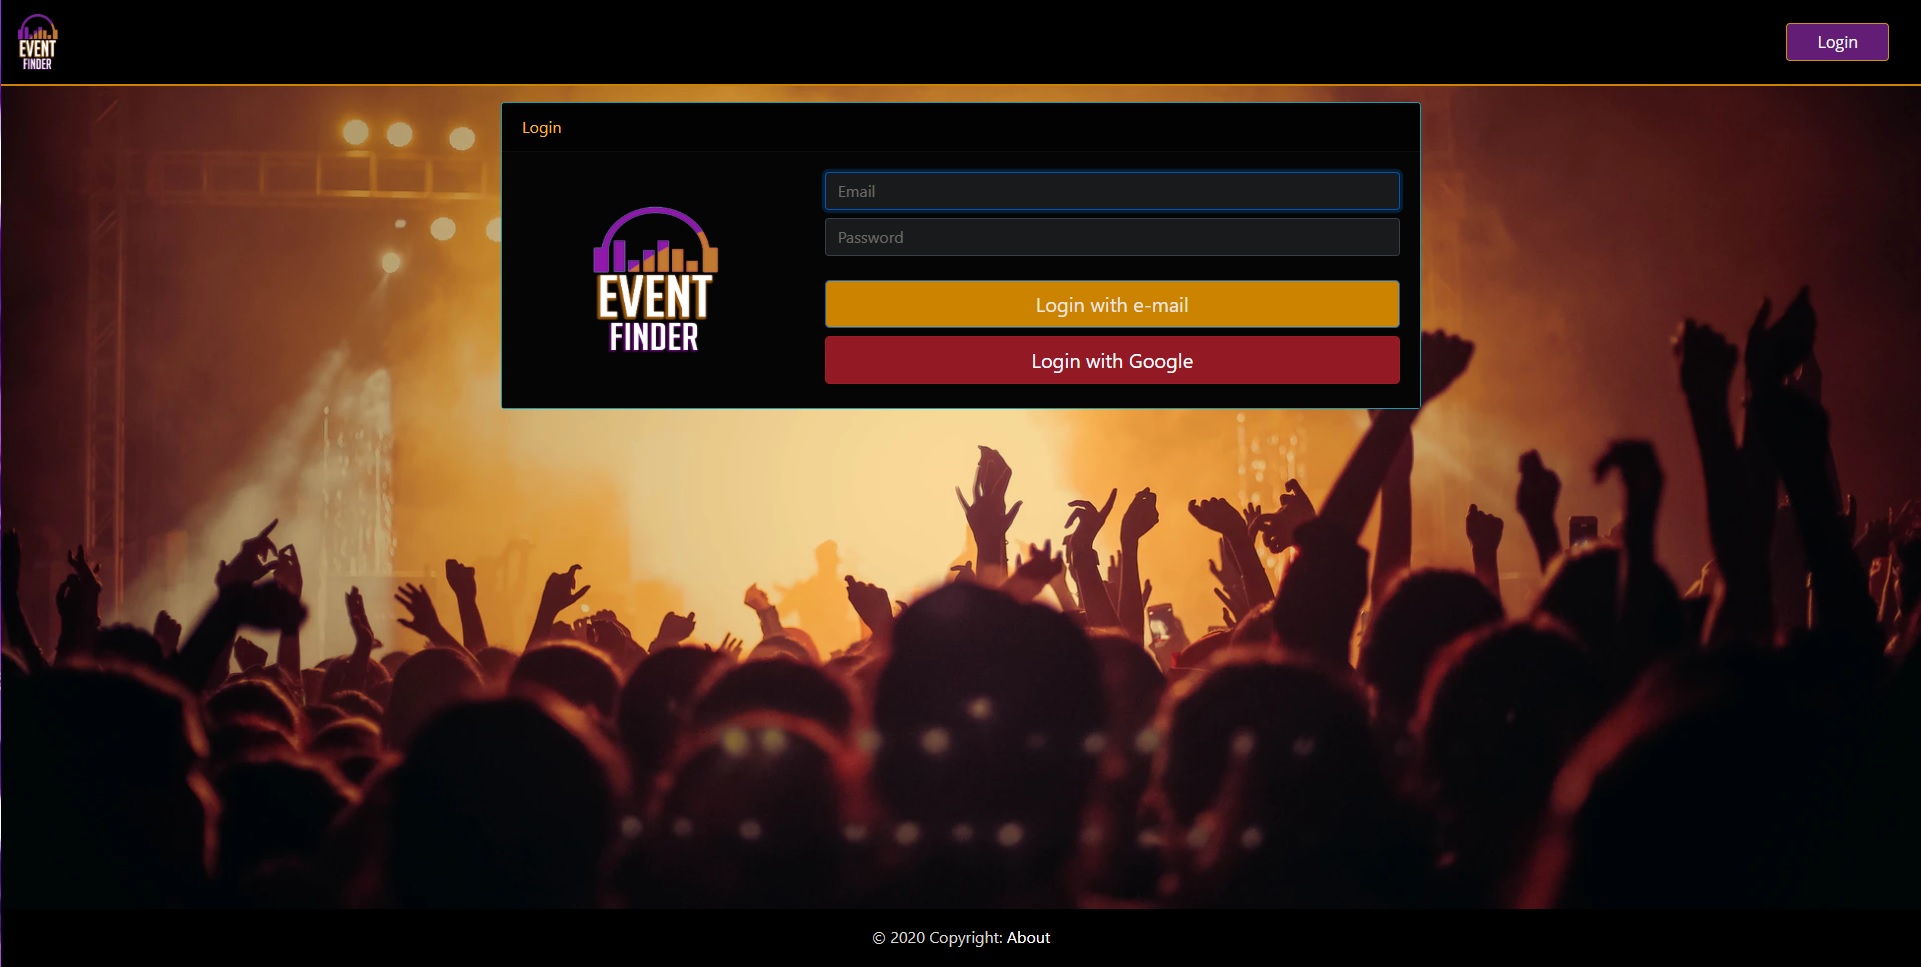 EVENT
FINDER
Login
Login
Email
Password
EVENT
FINDER
Login with e-mail
Login with Google
© 2020 Copyright: About